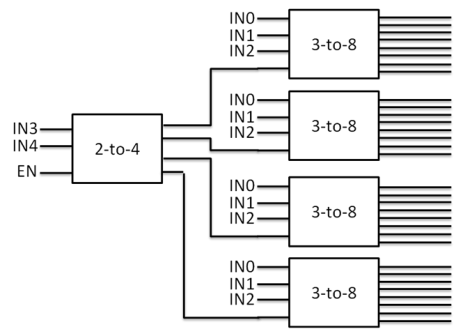 IN0
IN1
IN2
3-to-8
IN0
IN1
IN2
3-to-8
IN3
IN4
EN
2-to-4
IN0
IN1
IN2
3-to-8
IN0
IN1
IN2
3-to-8